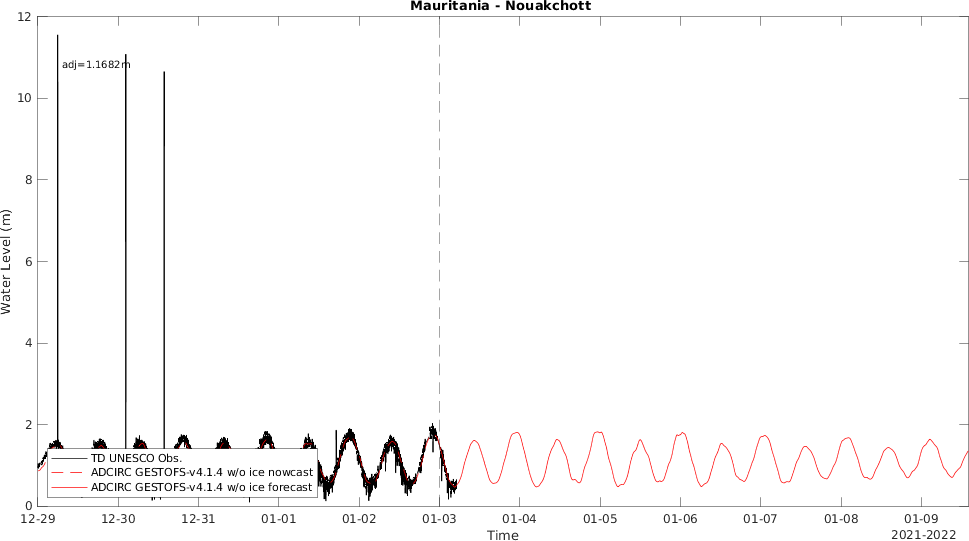 Mauritania - Nouakchott
12
10
8
6
4
2
0
Water Level (m)
adj=1.1682m
TD UNESCO Obs.
ADCIRC GESTOFS-v4.1.4 w/o ice nowcast
ADCIRC GESTOFS-v4.1.4 w/o ice forecast
12-29 12-30 12-31 01-01 01-02 01-03 01-04 01-05 01-06 01-07 01-08 01-09
Time
2021-2022